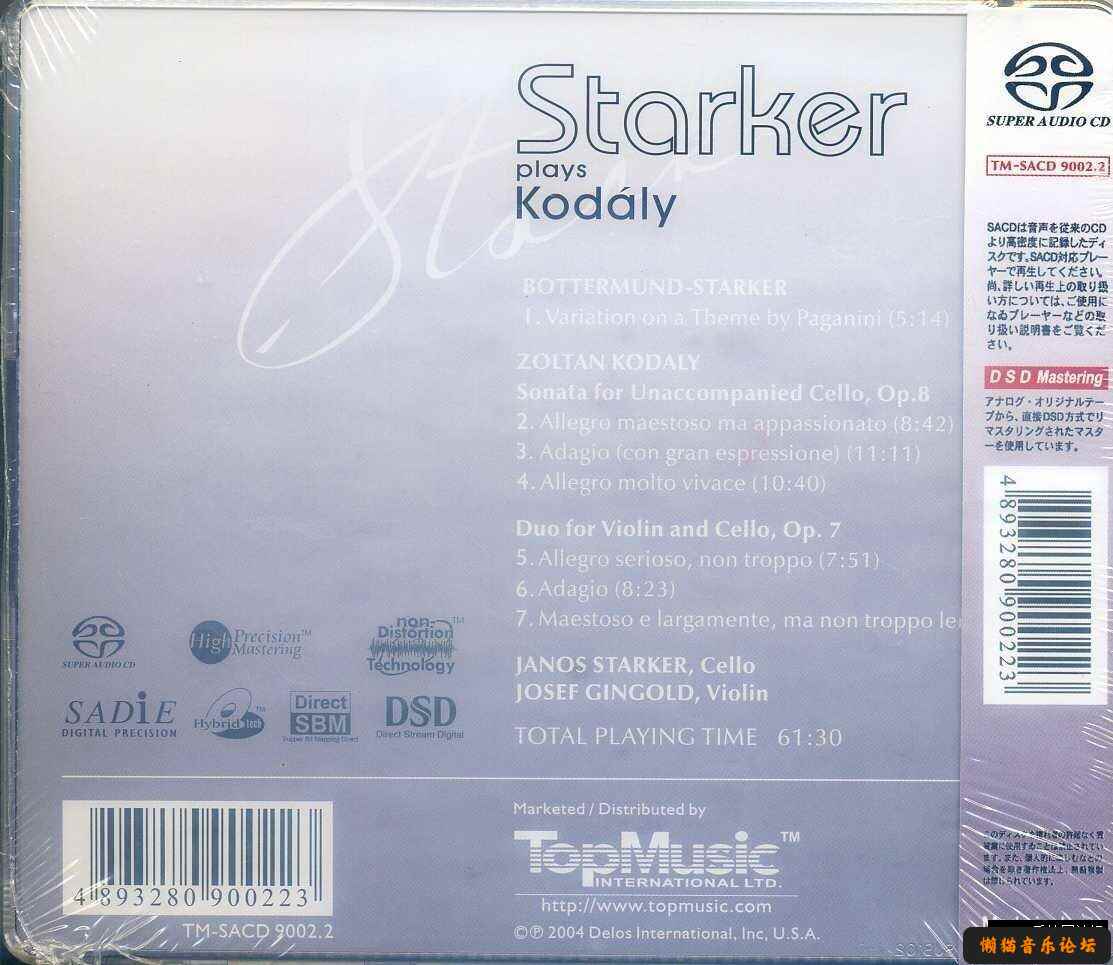 Starker
plays
Kodály
BOTTERMUND-STARKER
1. Variation on a Theme by Paganini (5:14)
ZOLTAN KODALY
Sonata for Unaccompanied Cello, Op.8
2. Allegro maestoso ma appassionato (8:42)
3. Adagio (con gran espressione) (11:11)
4. Allegro molto vivace (10:40)
Duo for Violin and Cello, Op. 7
5. Allegro serioso, non troppo (7:51)
6. Adagio (8:23)
7. Maestoso e largamente, ma non troppo
JANOS STARKER, Cello
JOSEF GINGOLD, Violin
TOTAL PLAYING TIME 61:30
SUPER AUDIO CD
High Precision™
Mastering
non-
Distortion™
Technology
SADiE
DIGITAL PRECISION
Hybrid tech™
Direct
SBM
DSD
Direct Stream Digital
4 893280 900223
TM-SACD 9002.2
Marketed / Distributed by
TopMusic™
INTERNATIONAL LTD.
http://www.topmusic.com
©℗ 2004 Delos International, Inc, U.S.A.
SUPER AUDIO CD
TM-SACD 9002.2
SACDは音声を従来のCD
より高密度に記録したディ
スクです。SACD対応プレー
ヤーで再生してください。
尚、詳しい再生上の取り扱
い方については、ご使用に
なるプレーヤーなどの取
り扱い説明書をご覧くだ
さい。
DSD Mastering
アナログ・オリジナルテー
プから、直接DSD方式でリ
マスタリングされたマスタ
ーを使用しています。
4893280900223
懒猫音乐论坛